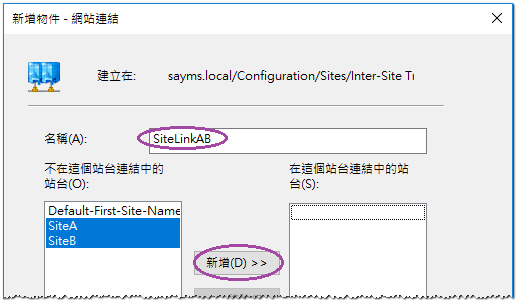 新增物件 - 網站連結
建立在:
sayms.local/Configuration/Sites/Inter-Site Tr
名稱(A):
SiteLinkAB
不在這個站台連結中的
站台(O):
在這個站台連結中的站
台(S):
Default-First-Site-Name
SiteA
SiteB
新增(D) >>